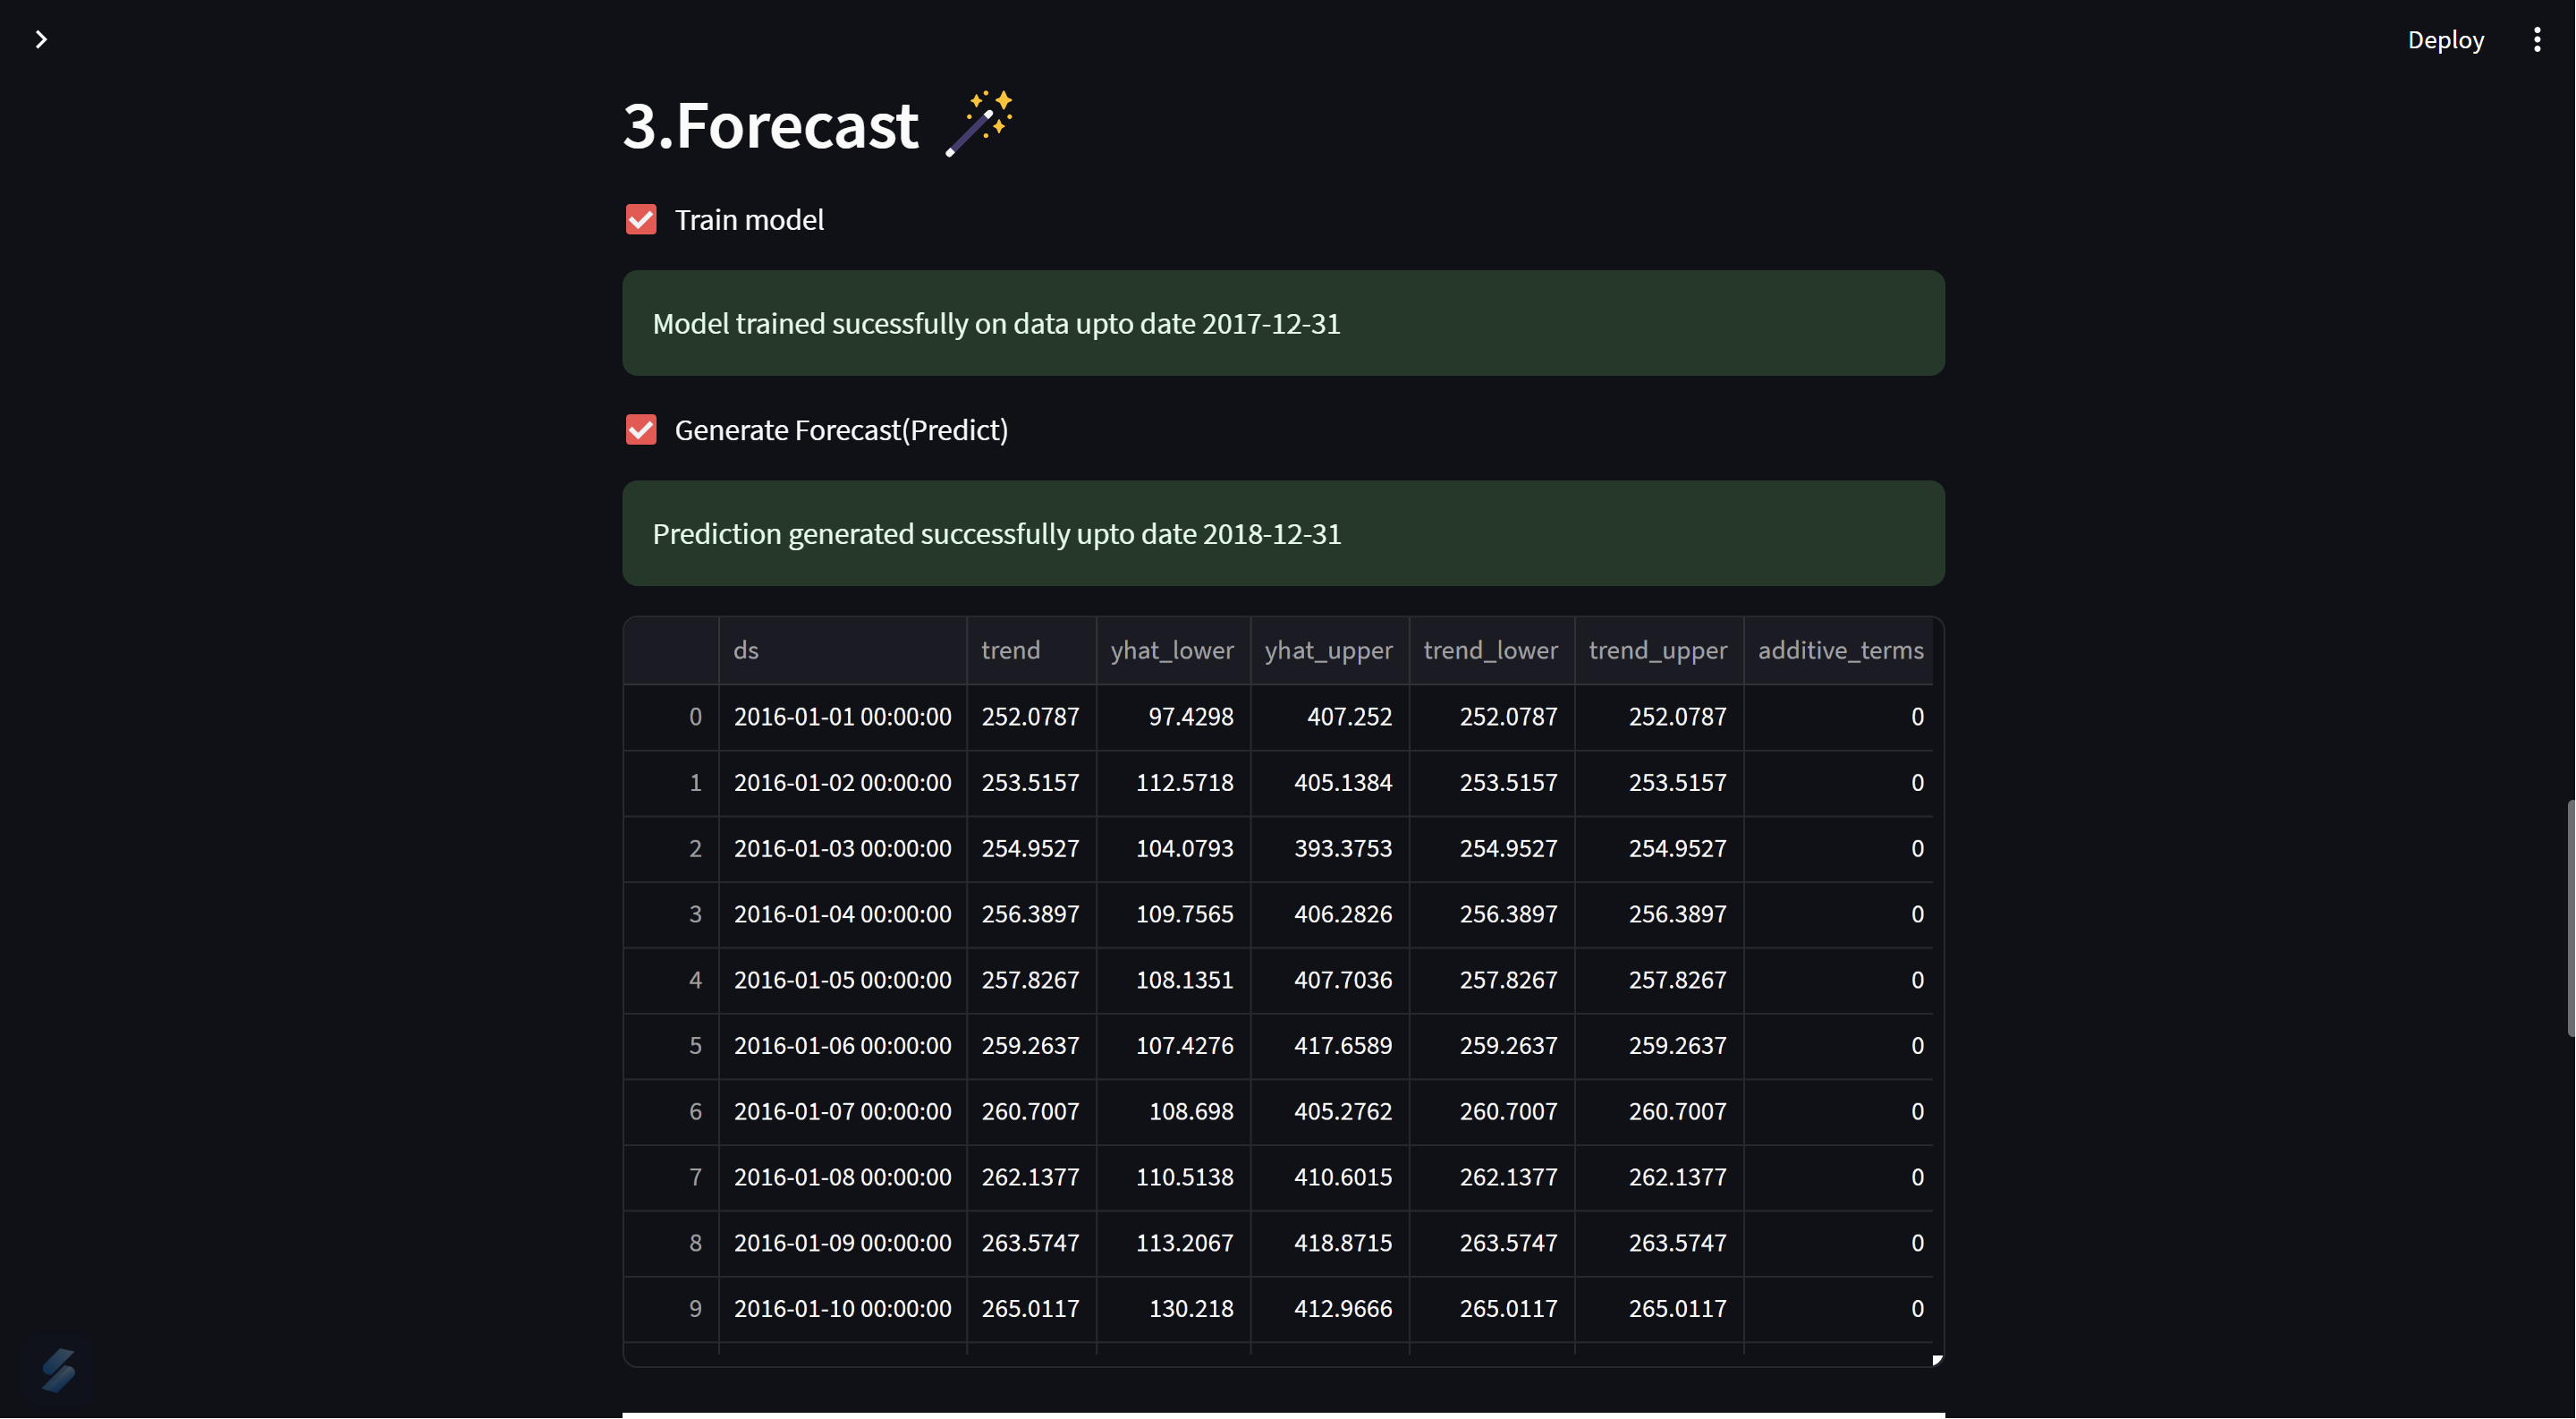 Deploy
3.Forecast
Train model
Model trained sucessfully on data upto date 2017-12-31
Generate Forecast(Predict)
Prediction generated successfully upto date 2018-12-31
ds trend yhat_lower yhat_upper trend_lower trend_upper additive_terms
0 2016-01-01 00:00:00 252.0787 97.4298 407.252 252.0787 252.0787 0
1 2016-01-02 00:00:00 253.5157 112.5718 405.1384 253.5157 253.5157 0
2 2016-01-03 00:00:00 254.9527 104.0793 393.3753 254.9527 254.9527 0
3 2016-01-04 00:00:00 256.3897 109.7565 406.2826 256.3897 256.3897 0
4 2016-01-05 00:00:00 257.8267 108.1351 407.7036 257.8267 257.8267 0
5 2016-01-06 00:00:00 259.2637 107.4276 417.6589 259.2637 259.2637 0
6 2016-01-07 00:00:00 260.7007 108.698 405.2762 260.7007 260.7007 0
7 2016-01-08 00:00:00 262.1377 110.5138 410.6015 262.1377 262.1377 0
8 2016-01-09 00:00:00 263.5747 113.2067 418.8715 263.5747 263.5747 0
9 2016-01-10 00:00:00 265.0117 130.218 412.9666 265.0117 265.0117 0